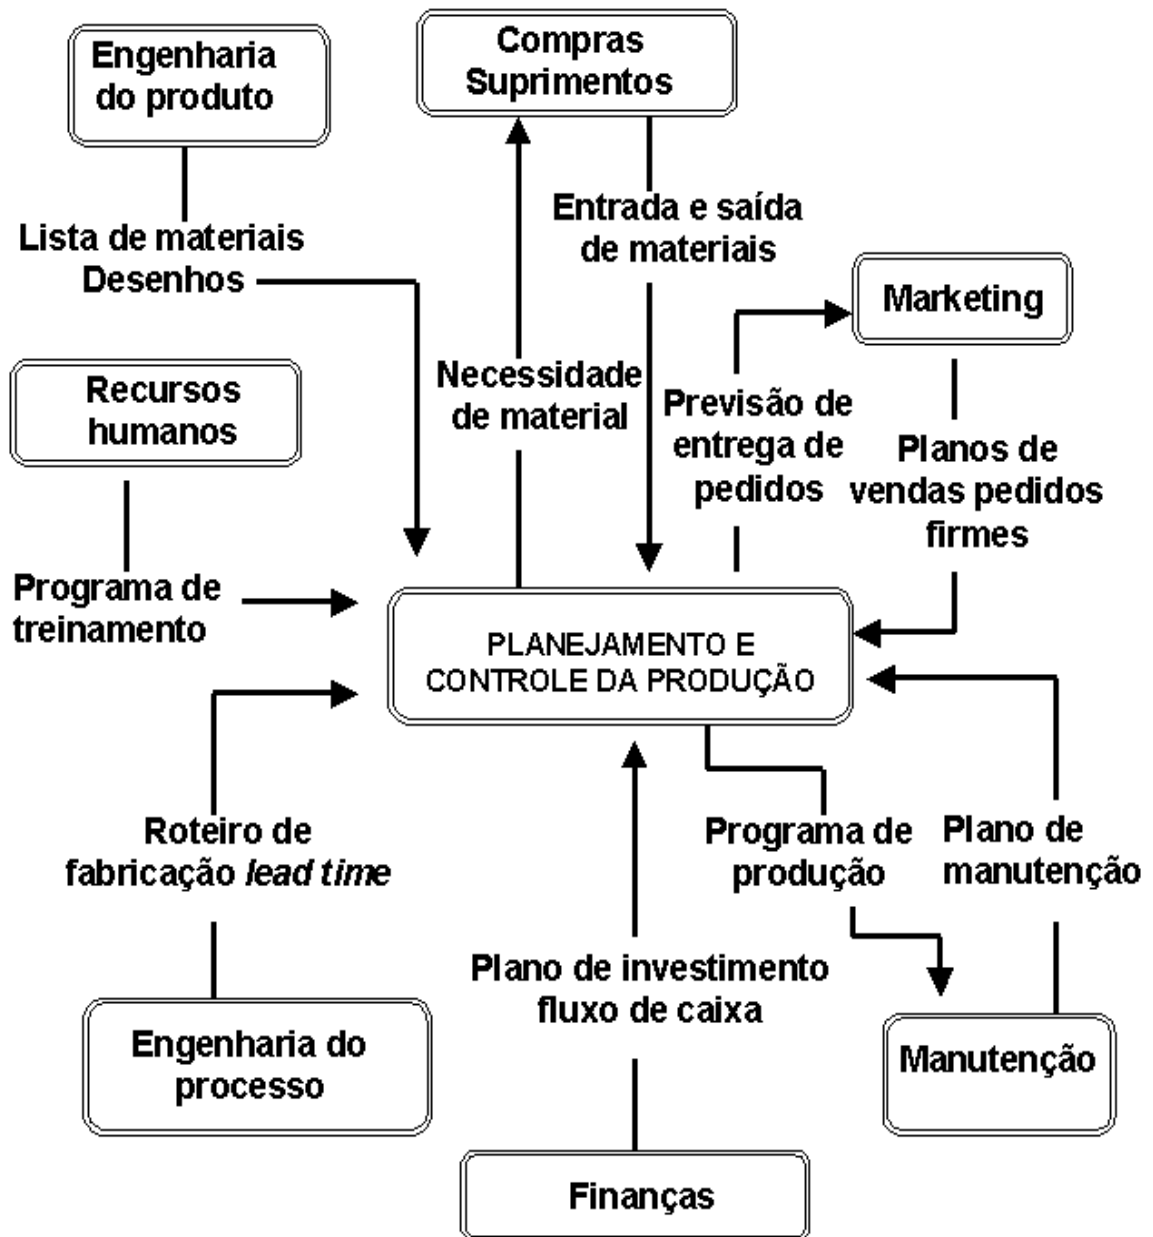 Engenharia
do produto
Compras
Suprimentos
Lista de materiais
Desenhos
Entrada e saída
de materiais
Marketing
Recursos
humanos
Necessidade
de material
Previsão de
entrega de
pedidos
Planos de
vendas pedidos
firmes
Programa de
treinamento
PLANEJAMENTO E
CONTROLE DA PRODUÇÃO
Roteiro de
fabricação lead time
Programa de
produção
Plano de
manutenção
Plano de investimento
fluxo de caixa
Engenharia do
processo
Manutenção
Finanças